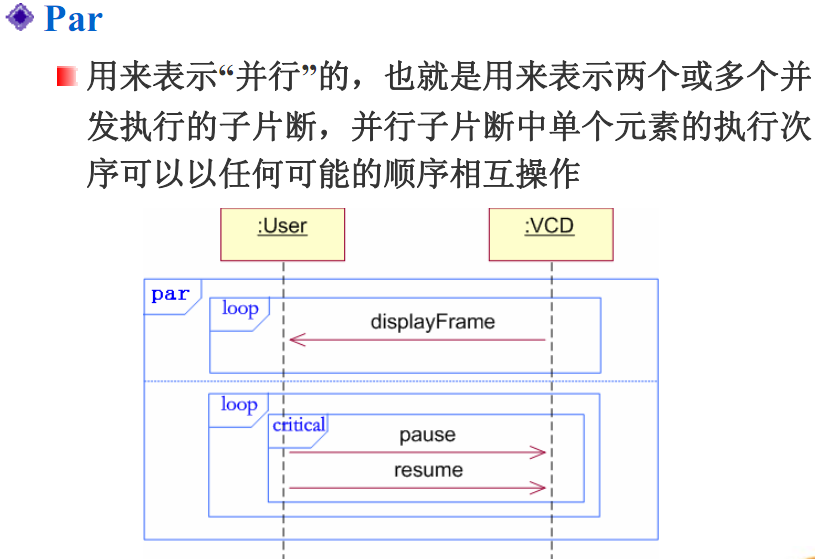 Par
用来表示“并行”的，也就是用来表示两个或多个并
发执行的子片断，并行子片断中单个元素的执行次
序可以以任何可能的顺序相互操作
:User
:VCD
par
loop
displayFrame
loop
critical
pause
resume